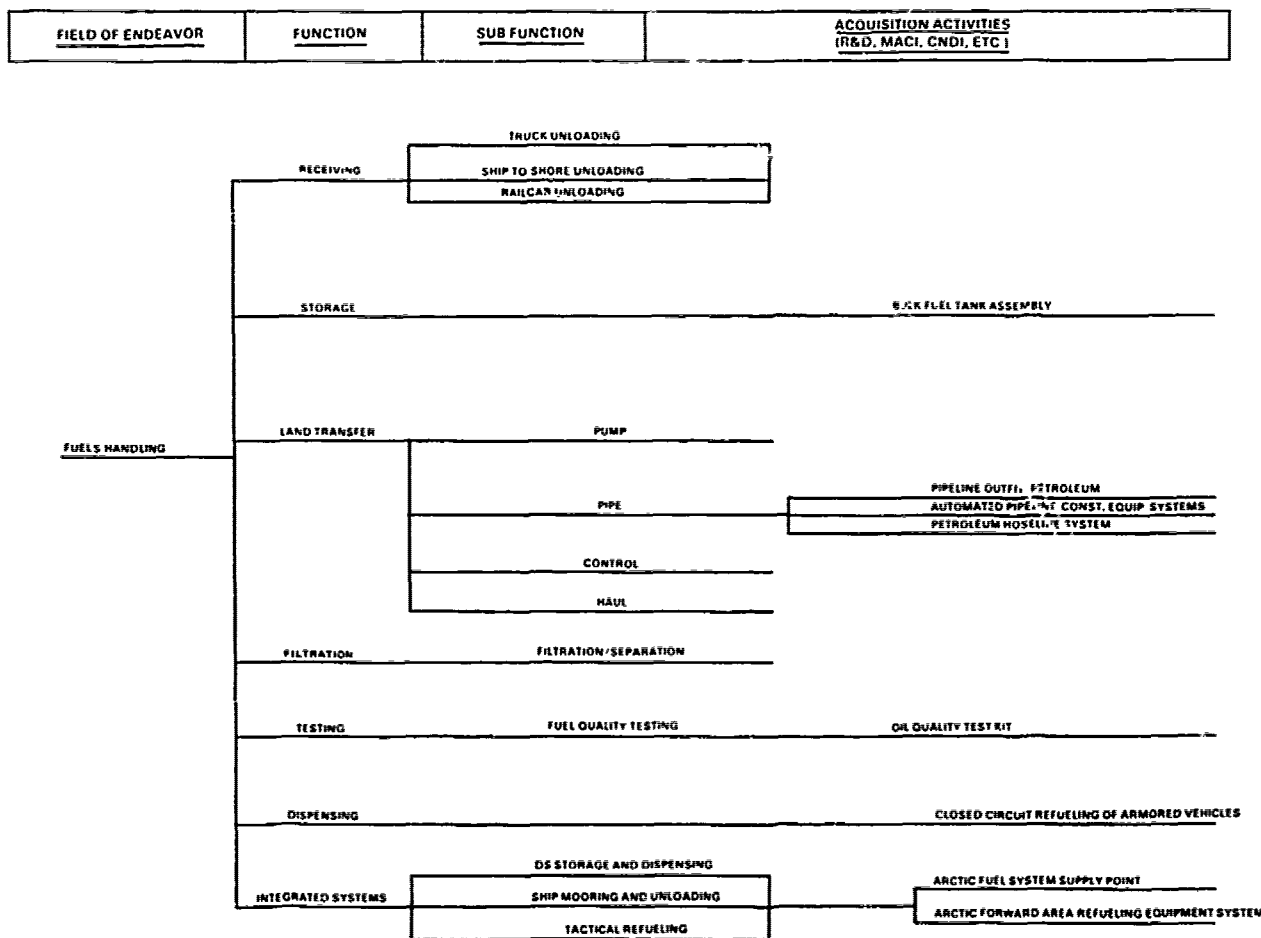 FIELD OF ENDEAVOR
FUNCTION
SUB FUNCTION
ACQUISITION ACTIVITIES
(R&D, MACI, CNDI, ETC )
TRUCK UNLOADING
RECEIVING
SHIP TO SHORE UNLOADING
RAILCAR UNLOADING
STORAGE
FUEL TANK ASSEMBLY
LAND TRANSFER
PUMP
FUELS HANDLING
PIPELINE PETROLEUM
PIPE
AUTOMATED PIPELINE CONST. EQUIP SYSTEMS
PETROLEUM HOSELINE SYSTEM
CONTROL
HAUL
FILTRATION
FILTRATION/SEPARATION
TESTING
FUEL QUALITY TESTING
OIL QUALITY TEST KIT
DISPENSING
CLOSED CIRCUIT REFUELING OF ARMORED VEHICLES
DS STORAGE AND DISPENSING
ARCTIC FUEL SYSTEM SUPPLY POINT
INTEGRATED SYSTEMS
SHIP MOORING AND UNLOADING
ARCTIC FORWARD AREA REFUELING EQUIPMENT SYSTEM
TACTICAL REFUELING